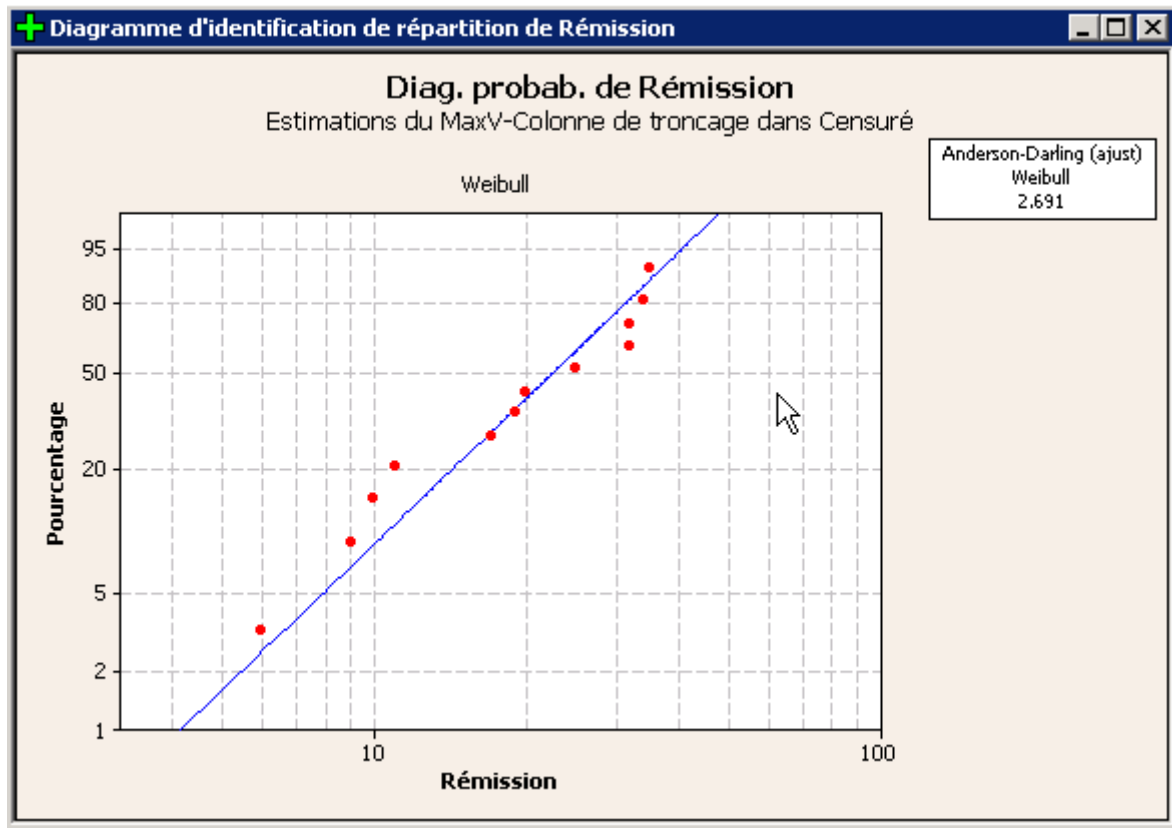 Diagramme d'identification de répartition de Rémission
Diag. probab. de Rémission
Estimations du MaxV-Colonne de troncage dans Censuré
Anderson-Darling (ajust)
Weibull
2.691
Weibull
95
80
50
20
5
2
1
Pourcentage
10
100
Rémission